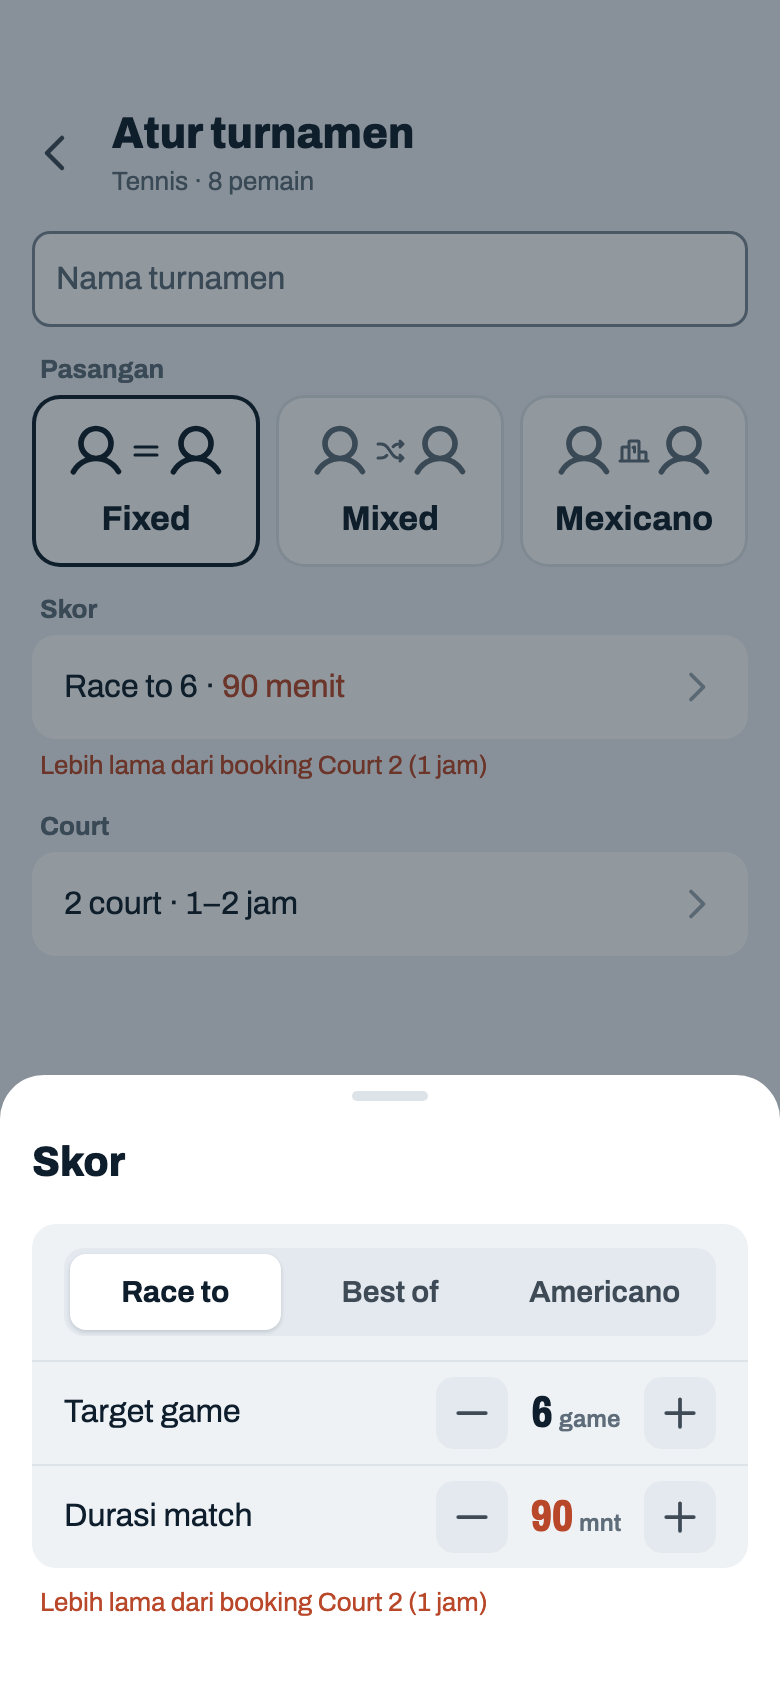 Atur turnamen
Tennis · 8 pemain
Nama turnamen
Pasangan
Fixed
Mixed
Mexicano
Skor
Race to 6 · 90 menit
Lebih lama dari booking Court 2 (1 jam)
Court
2 court · 1–2 jam
Skor
Race to
Best of
Americano
Target game
6 game
Durasi match
90 mnt
Lebih lama dari booking Court 2 (1 jam)